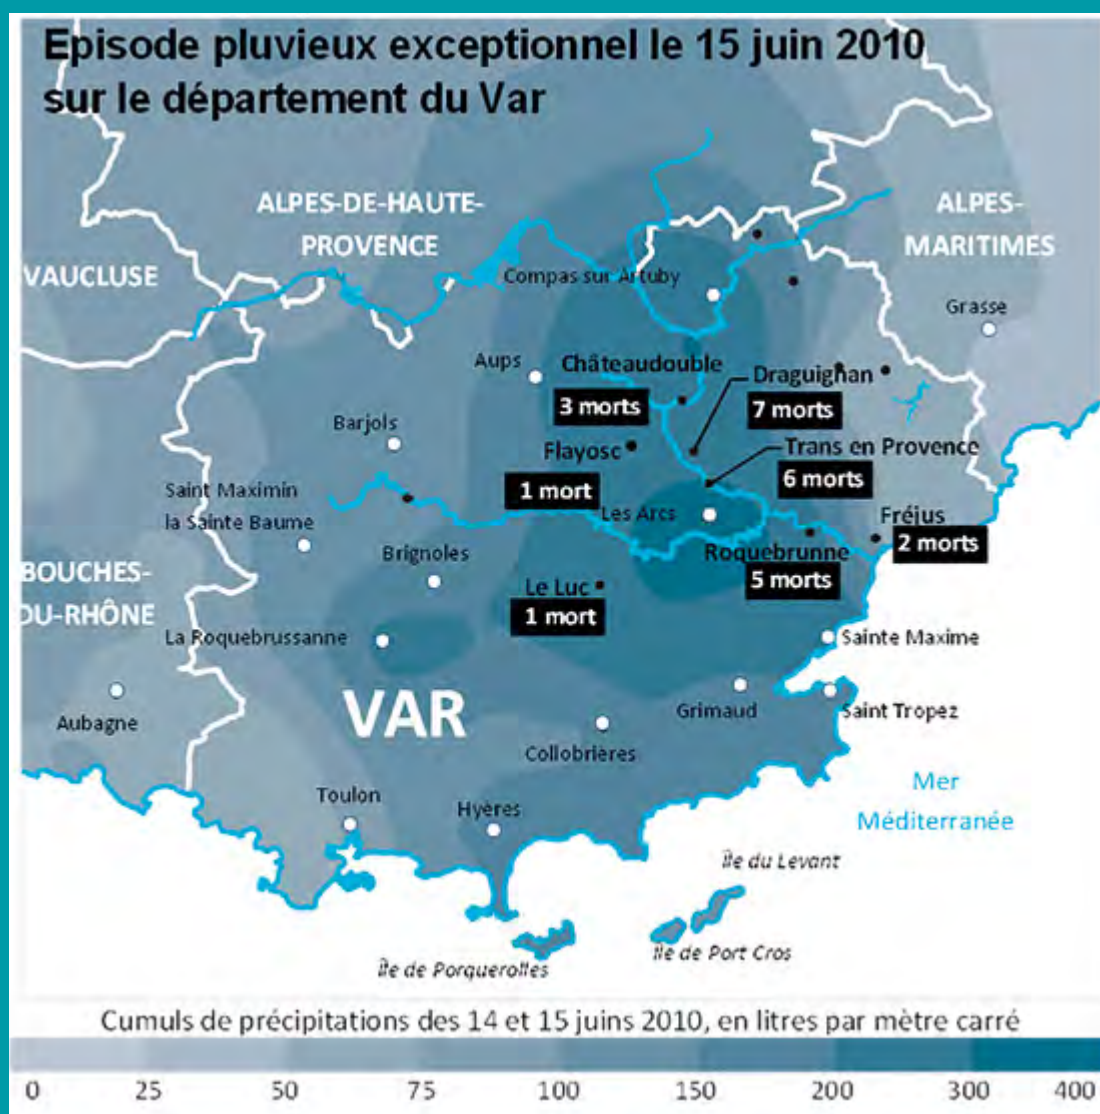 Episode pluvieux exceptionnel le 15 juin 2010
sur le département du Var
ALPES-DE-HAUTE-
PROVENCE
ALPES-
MARITIMES
VAUCLUSE
Compas sur Artuby
Grasse
Aups
Châteaudouble
3 morts
Draguignan
7 morts
Barjols
Flayosc
1 mort
Trans en Provence
6 morts
Saint Maximin
la Sainte Baume
Les Arcs
Fréjus
2 morts
Brignoles
Roquebrunne
5 morts
BOUCHES-
DU-RHÔNE
Le Luc
1 mort
La Roquebrussanne
Sainte Maxime
VAR
Grimaud
Saint Tropez
Aubagne
Collobrières
Mer
Méditerranée
Toulon
Hyères
Île du Levant
Île de Port Cros
Île de Porquerolles
Cumuls de précipitations des 14 et 15 juins 2010, en litres par mètre carré
0 25 50 75 100 150 200 300 400